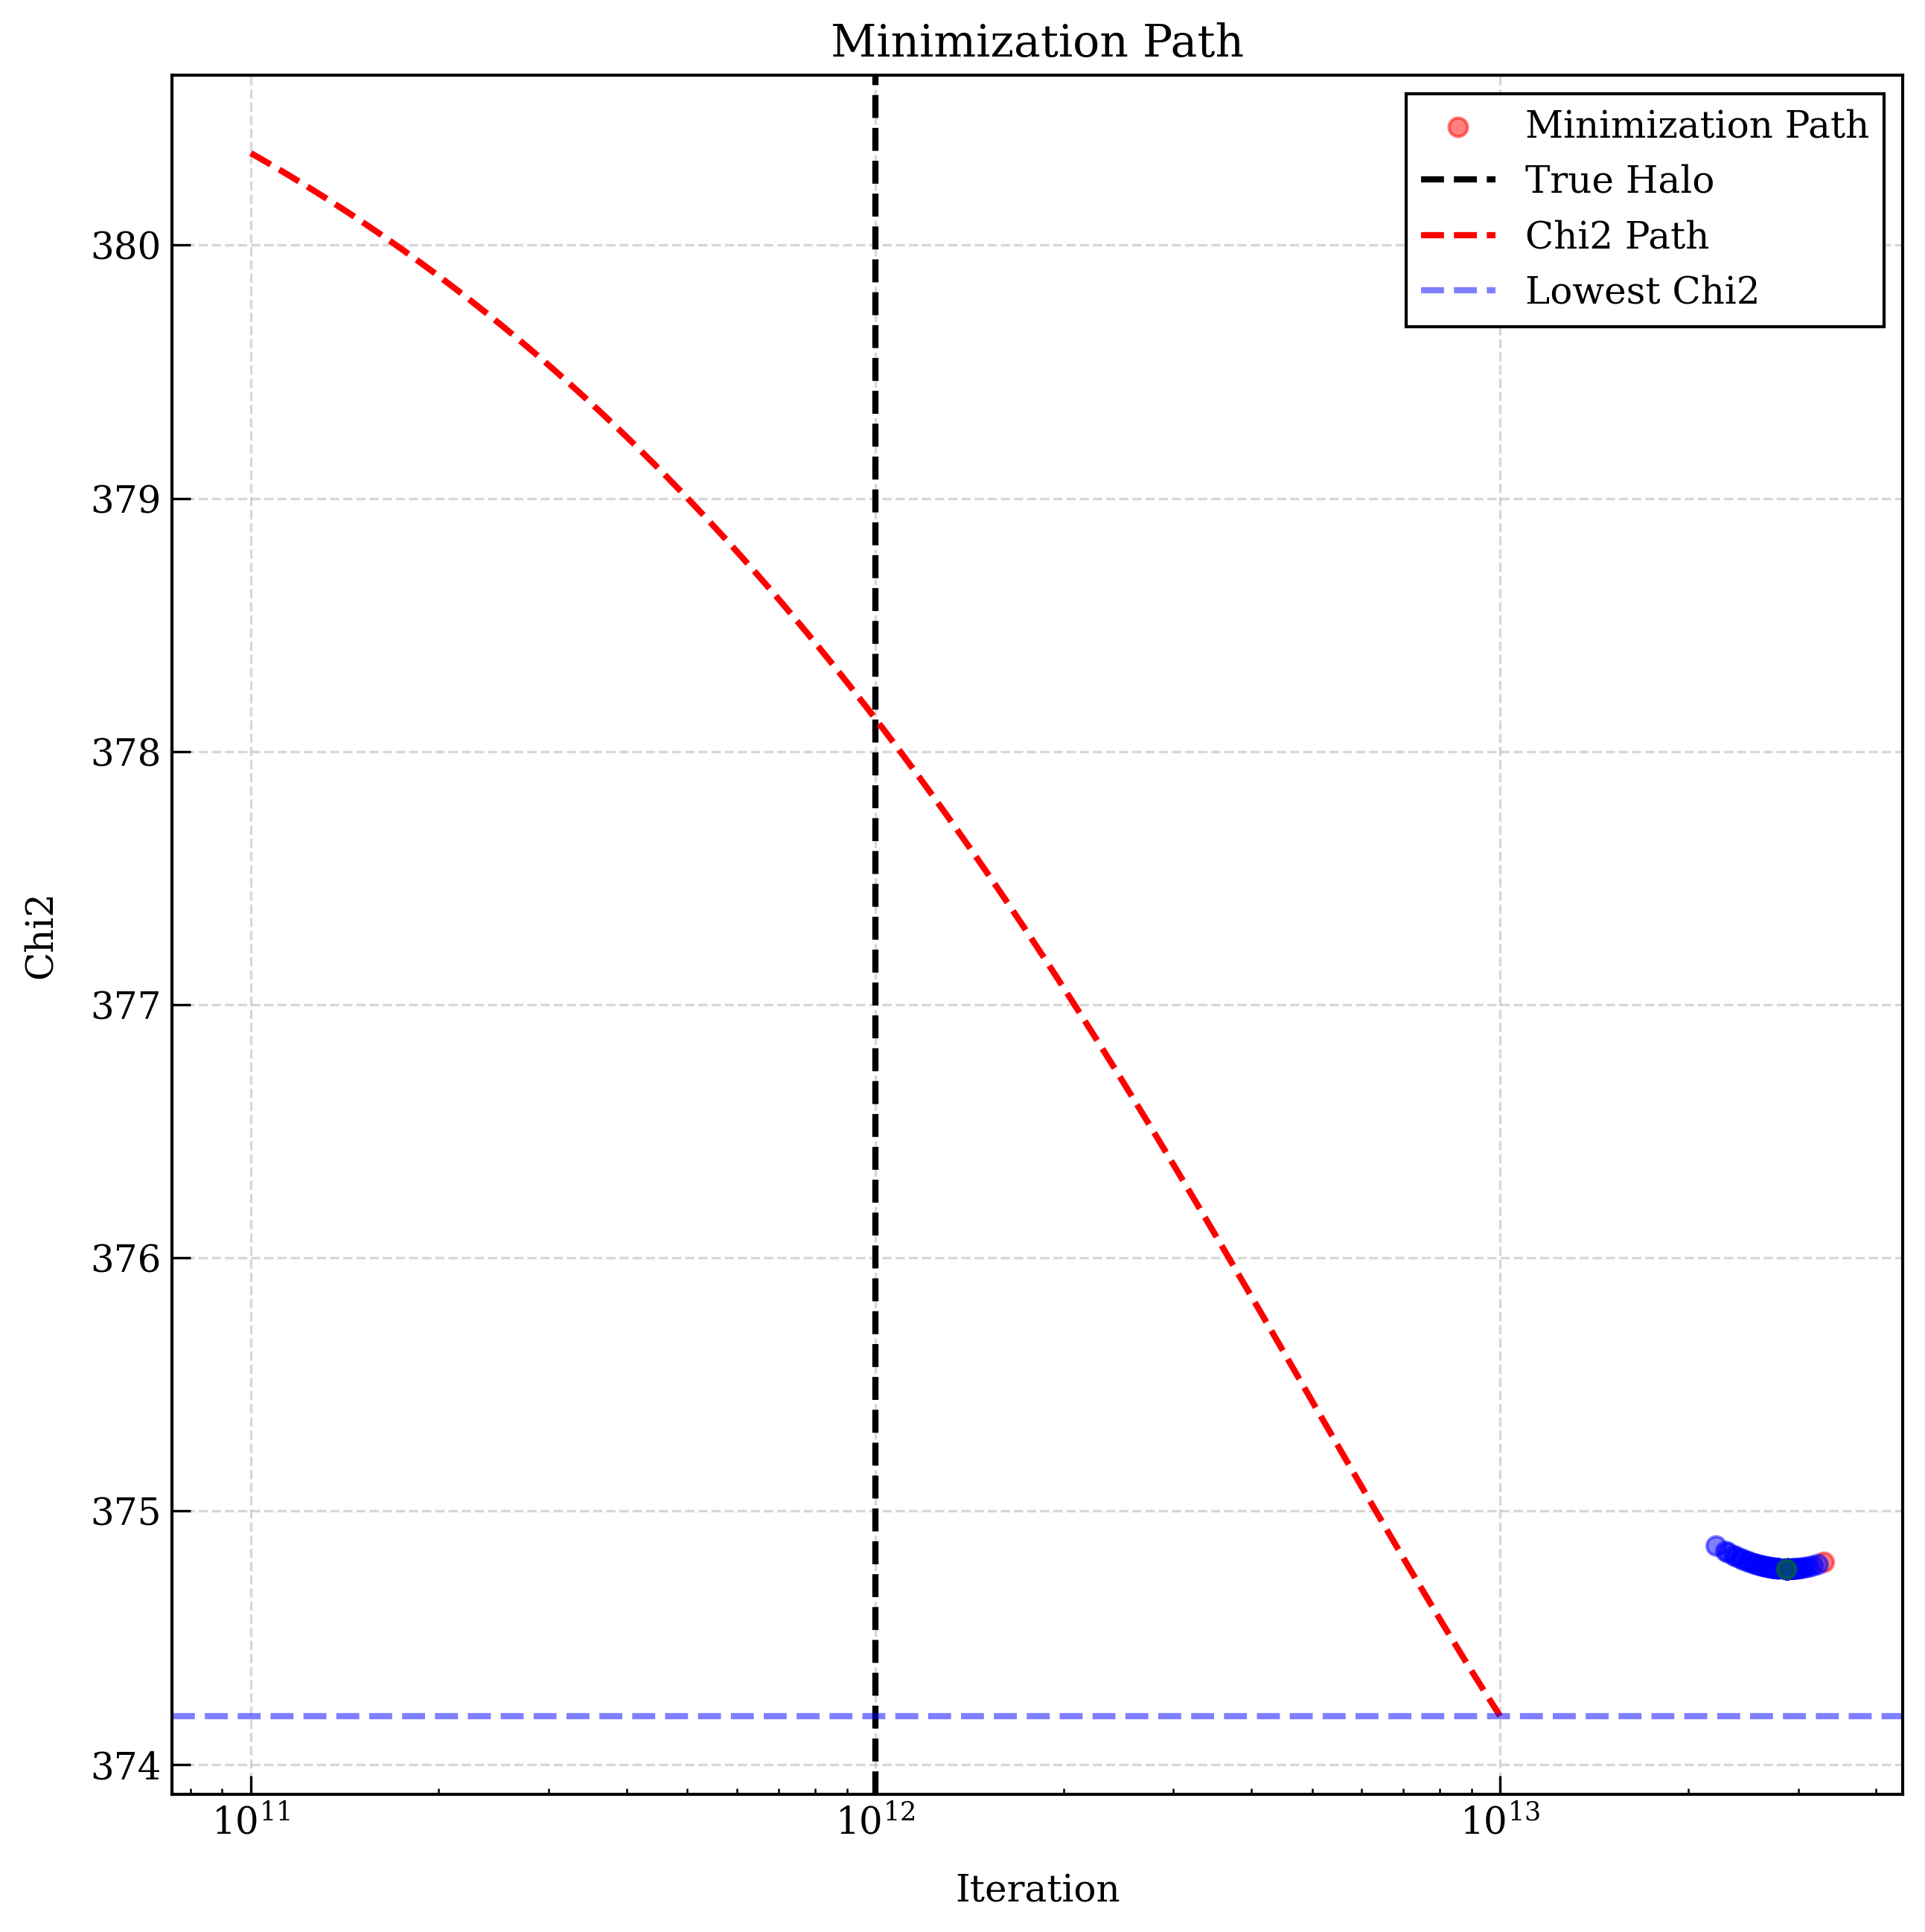 Minimization Path
Minimization Path
True Halo
Chi2 Path
Lowest Chi2
Chi2
380
379
378
377
376
375
374
10^11 10^12 10^13
Iteration